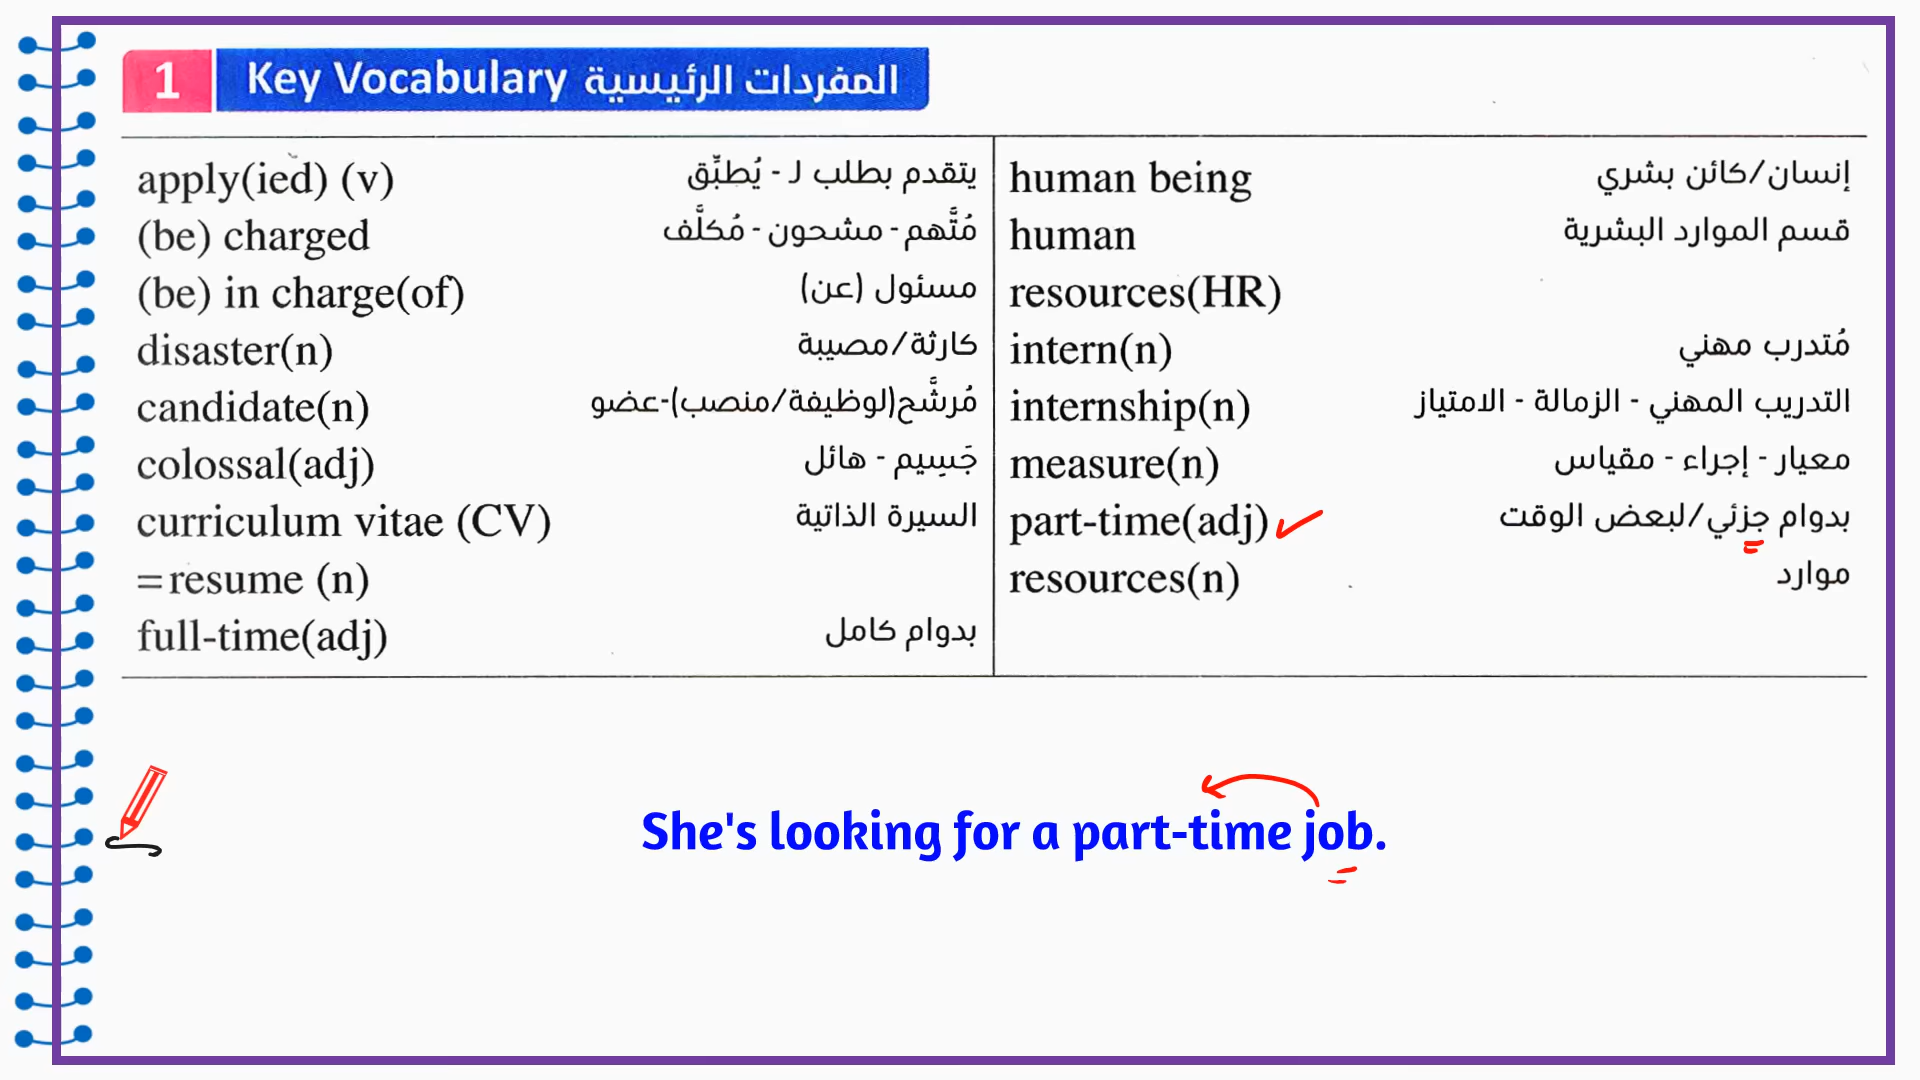 1 Key Vocabulary المفردات الرئيسية
apply(ied) (v) يتقدم بطلب لـ - يُطبِّق
(be) charged مُتَّهم - مشحون - مُكلَّف
(be) in charge(of) مسئول (عن)
disaster(n) كارثة/مصيبة
candidate(n) مُرشَّح(لوظيفة/منصب)-عضو
colossal(adj) جَسِيم - هائل
curriculum vitae (CV) السيرة الذاتية
=resume (n)
full-time(adj) بدوام كامل
human being إنسان/كائن بشري
human قسم الموارد البشرية
resources(HR)
intern(n) مُتدرب مهني
internship(n) التدريب المهني - الزمالة - الامتياز
measure(n) معيار - إجراء - مقياس
part-time(adj) بدوام جزئي/لبعض الوقت
resources(n) موارد
She's looking for a part-time job.